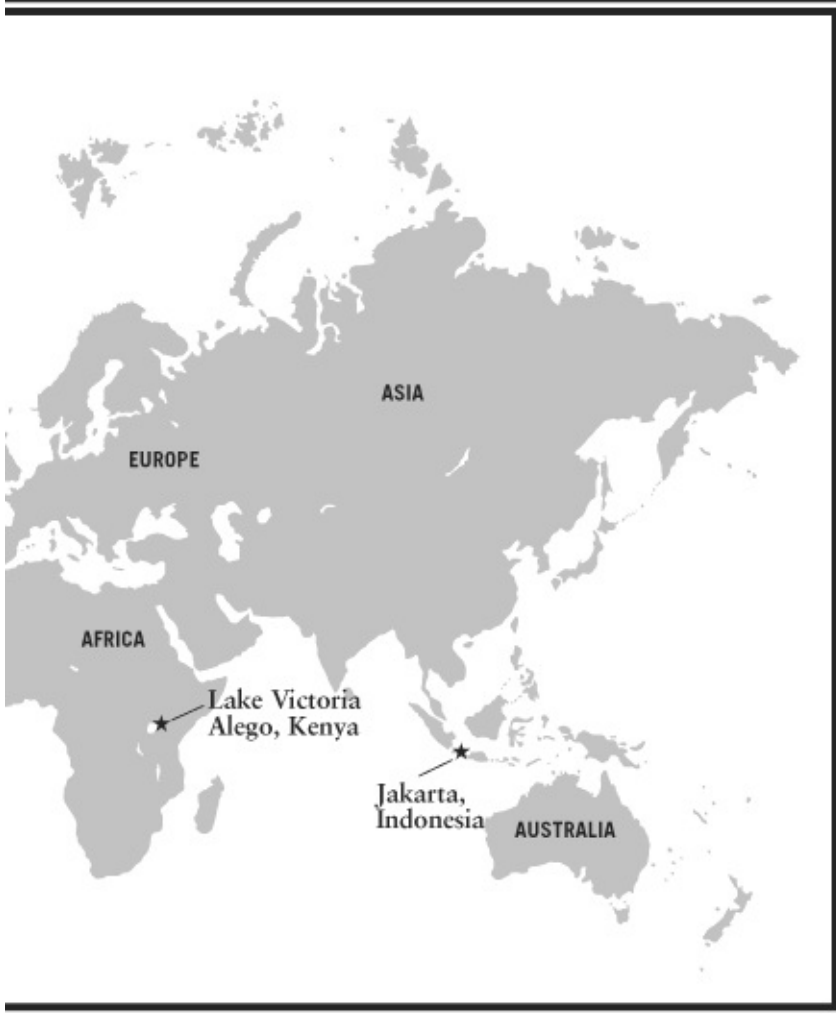 ASIA
EUROPE
AFRICA
Lake Victoria
Alego, Kenya
Jakarta,
Indonesia
AUSTRALIA